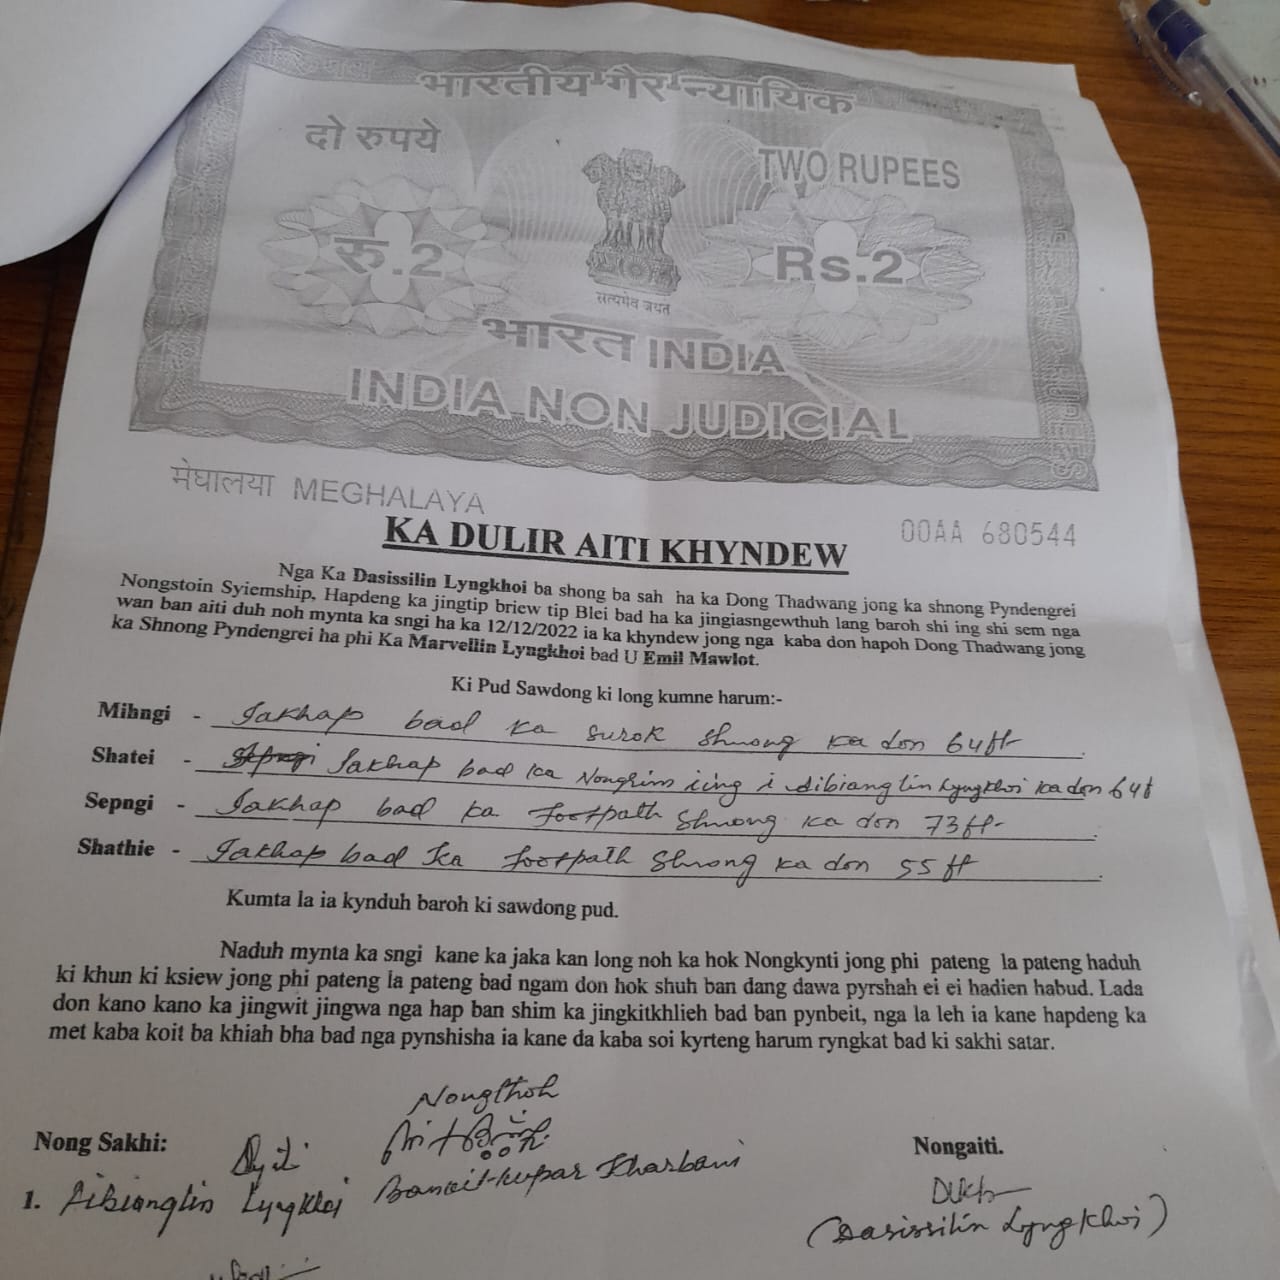 भारतीय गैर न्यायिक
दो रुपये
TWO RUPEES
रु.2
Rs.2
सत्यमेव जयते
भारत INDIA
INDIA NON JUDICIAL
मेघालया MEGHALAYA
00AA 680544
KA DULIR AITI KHYNDEW
Nga Ka Dasissilin Lyngkhoi ba shong ba sah ha ka Dong Thadwang jong ka shnong Pyndengrei
Nongstoin Syiemship, Hapdeng ka jingtip briew tip Blei bad ha ka jingiasngewthuh lang baroh shi ing shi sem nga
wan ban aiti duh noh mynta ka sngi ha ka 12/12/2022 ia ka khyndew jong nga kaba don hapoh Dong Thadwang jong
ka Shnong Pyndengrei ha phi Ka Marvellin Lyngkhoi bad U Emil Mawlot.
Ki Pud Sawdong ki long kumne harum:-
Mihngi - Iakhap bad ka surok Shnong ka don 64ft
Shatei - Iakhap bad ka Nongrim iing i Aibianglin Lyngkhoi ka don 64f
Sepngi - Iakhap bad ka footpath Shnong ka don 73ft
Shathie - Iakhap bad ka footpath Shnong ka don 55 ft
Kumta la ia kynduh baroh ki sawdong pud.
Naduh mynta ka sngi kane ka jaka kan long noh ka hok Nongkynti jong phi pateng la pateng haduh
ki khun ki ksiew jong phi pateng la pateng bad ngam don hok shuh ban dang dawa pyrshah ei ei hadien habud. Lada
don kano kano ka jingwit jingwa nga hap ban shim ka jingkitkhlieh bad ban pynbeit, nga la leh ia kane hapdeng ka
met kaba koit ba khiah bha bad nga pynshisha ia kane da kaba soi kyrteng harum ryngkat bad ki sakhi satar.
Nongthoh
Nong Sakhi:
Nongaiti.
1. Aibianglin Lyngkhoi
Kharbani
(Dasissilin Lyngkhoi)